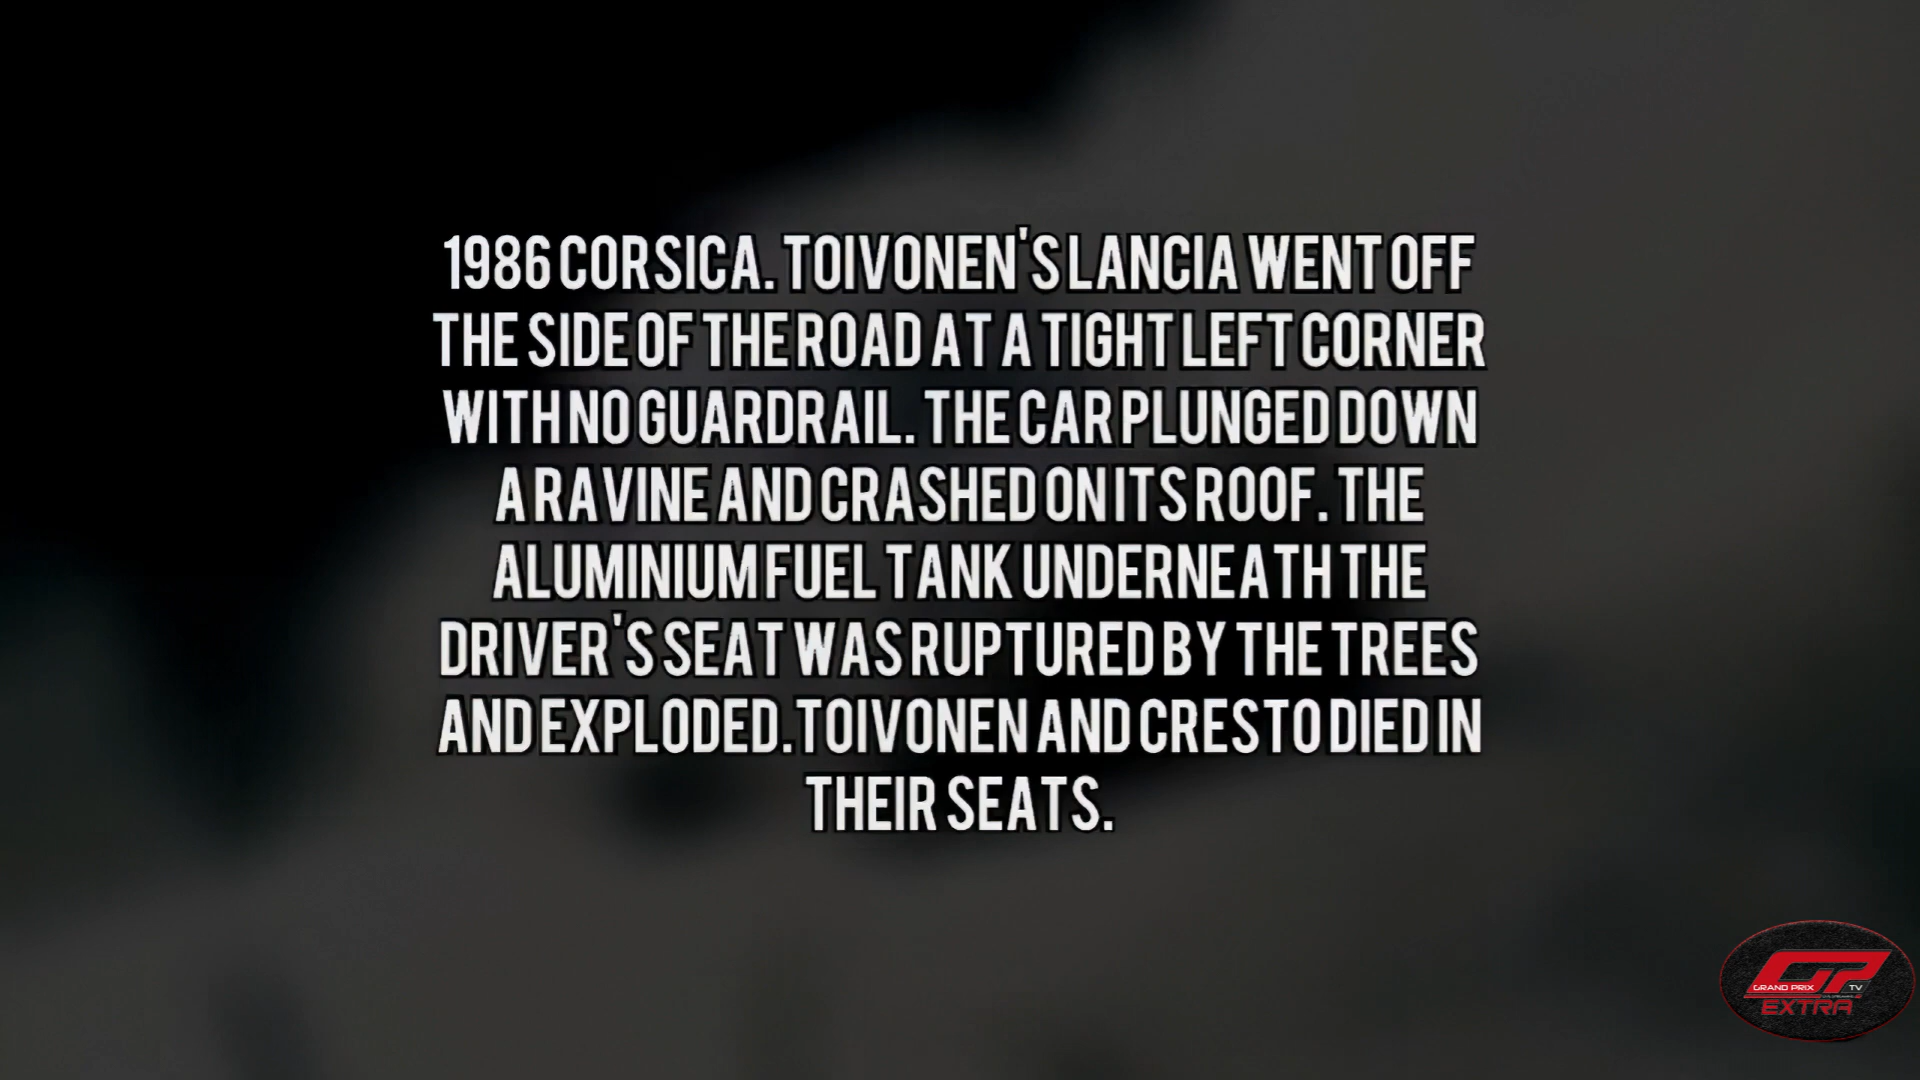 1986 CORSICA. TOIVONEN'S LANCIA WENT OFF
THE SIDE OF THE ROAD AT A TIGHT LEFT CORNER
WITH NO GUARDRAIL. THE CAR PLUNGED DOWN
A RAVINE AND CRASHED ON ITS ROOF. THE
ALUMINIUM FUEL TANK UNDERNEATH THE
DRIVER'S SEAT WAS RUPTURED BY THE TREES
AND EXPLODED.TOIVONEN AND CRESTO DIED IN
THEIR SEATS.
GP
GRAND PRIX TV
EXTRA